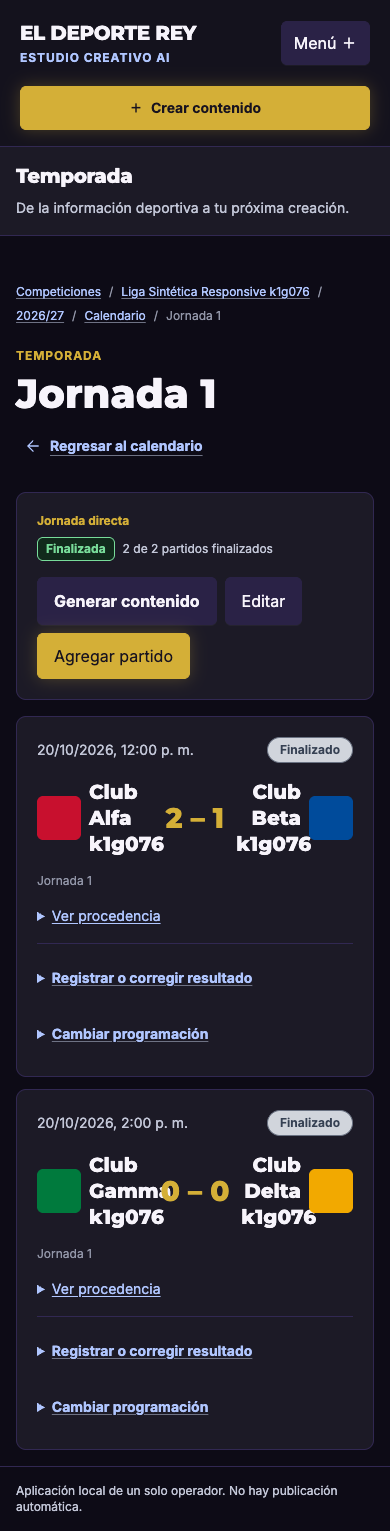 EL DEPORTE REY
ESTUDIO CREATIVO AI
Menú +
+ Crear contenido
Temporada
De la información deportiva a tu próxima creación.
Competiciones / Liga Sintética Responsive k1g076 /
2026/27 / Calendario / Jornada 1
TEMPORADA
Jornada 1
← Regresar al calendario
Jornada directa
Finalizada 2 de 2 partidos finalizados
Generar contenido
Editar
Agregar partido
20/10/2026, 12:00 p. m.
Finalizado
Club
Alfa
k1g076
2 – 1
Club
Beta
k1g076
Jornada 1
▶ Ver procedencia
▶ Registrar o corregir resultado
▶ Cambiar programación
20/10/2026, 2:00 p. m.
Finalizado
Club
Gamma
k1g076
0 – 0
Club
Delta
k1g076
Jornada 1
▶ Ver procedencia
▶ Registrar o corregir resultado
▶ Cambiar programación
Aplicación local de un solo operador. No hay publicación
automática.